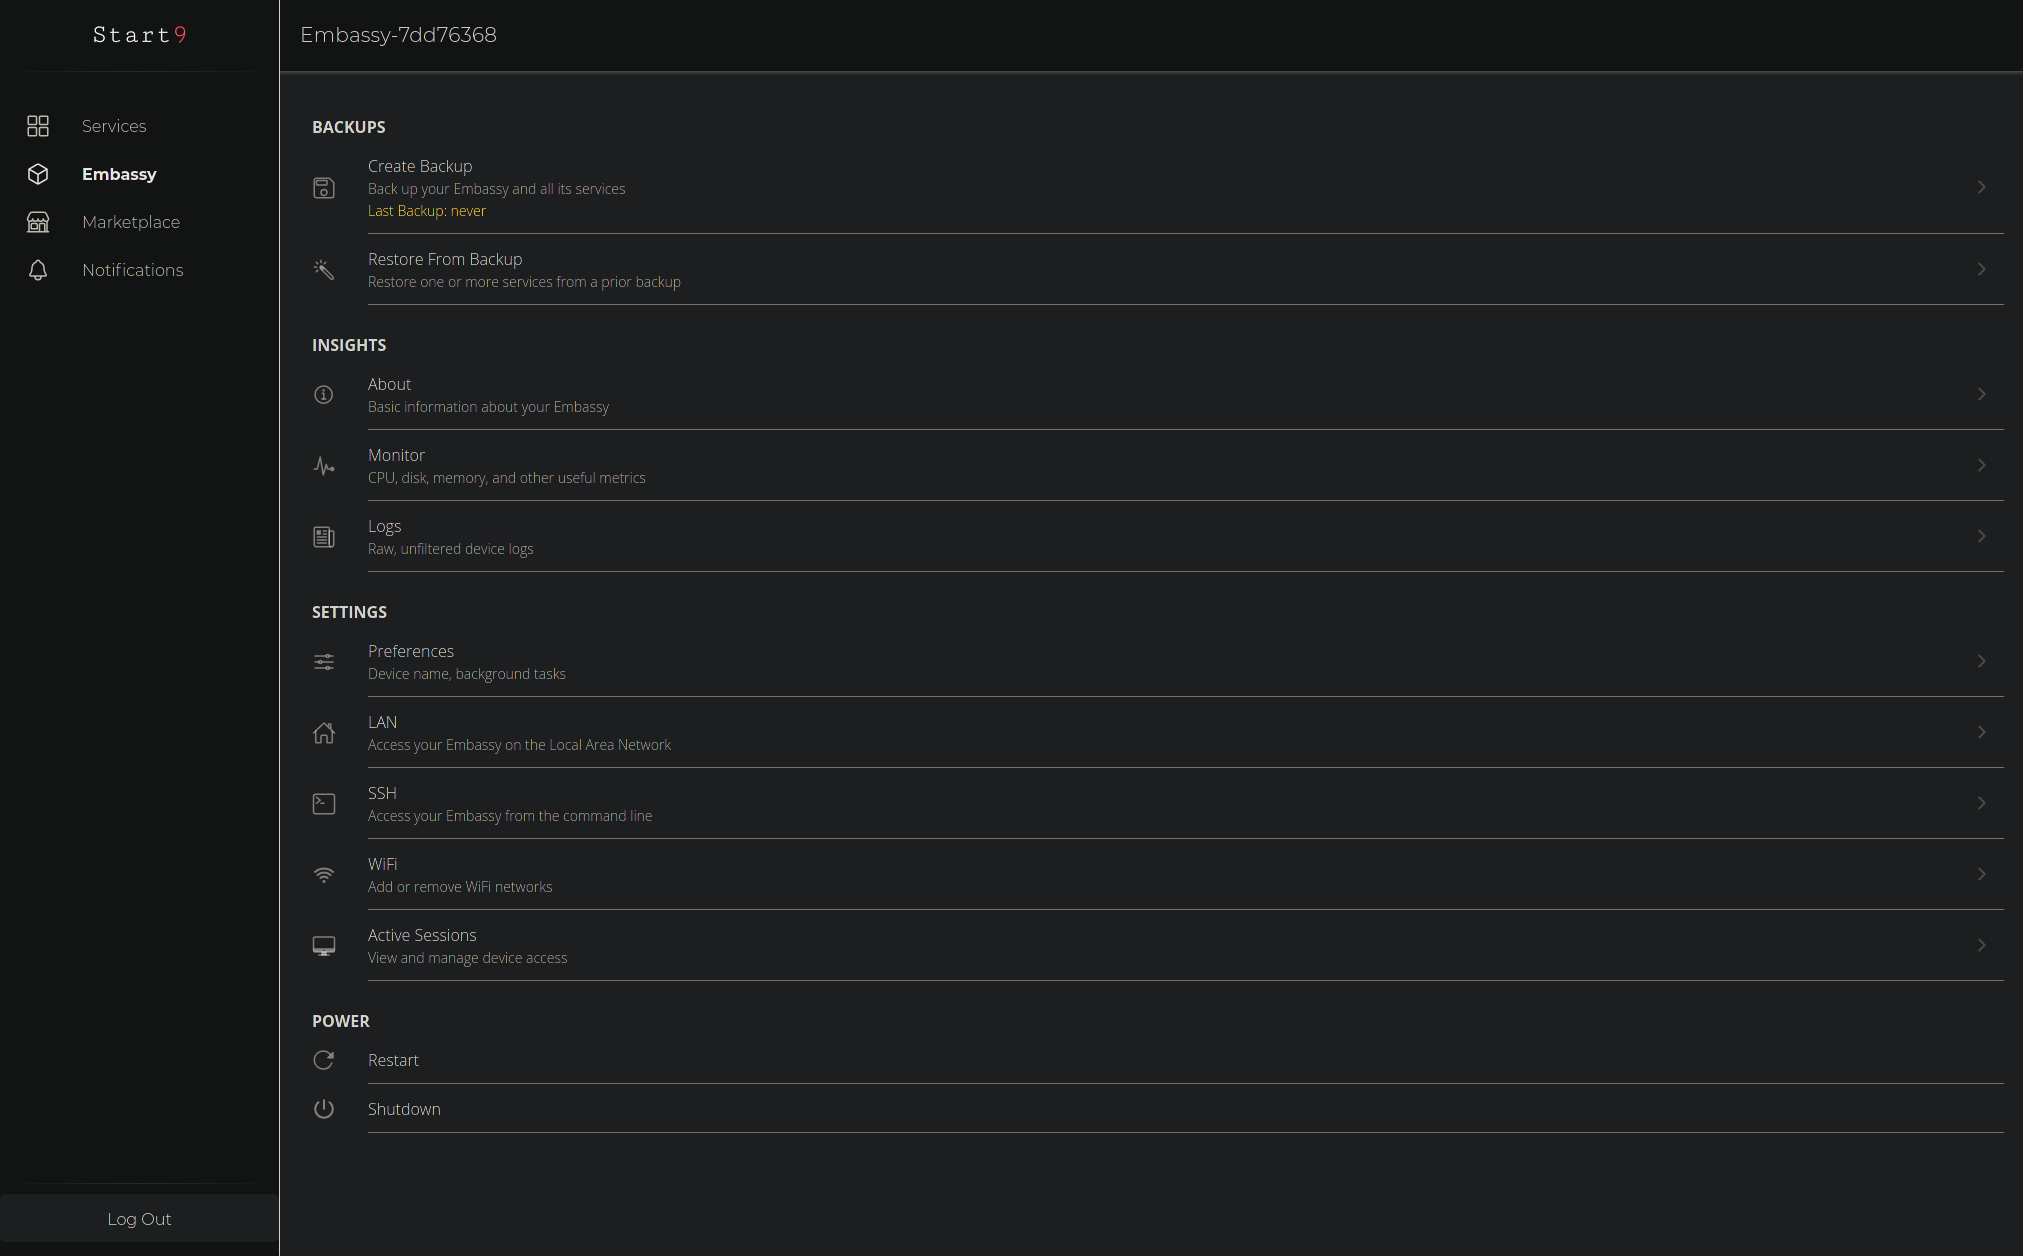 Start9
Embassy-7dd76368
Services
Embassy
Marketplace
Notifications
BACKUPS
Create Backup
Back up your Embassy and all its services
Last Backup: never
Restore From Backup
Restore one or more services from a prior backup
INSIGHTS
About
Basic information about your Embassy
Monitor
CPU, disk, memory, and other useful metrics
Logs
Raw, unfiltered device logs
SETTINGS
Preferences
Device name, background tasks
LAN
Access your Embassy on the Local Area Network
SSH
Access your Embassy from the command line
WiFi
Add or remove WiFi networks
Active Sessions
View and manage device access
POWER
Restart
Shutdown
Log Out